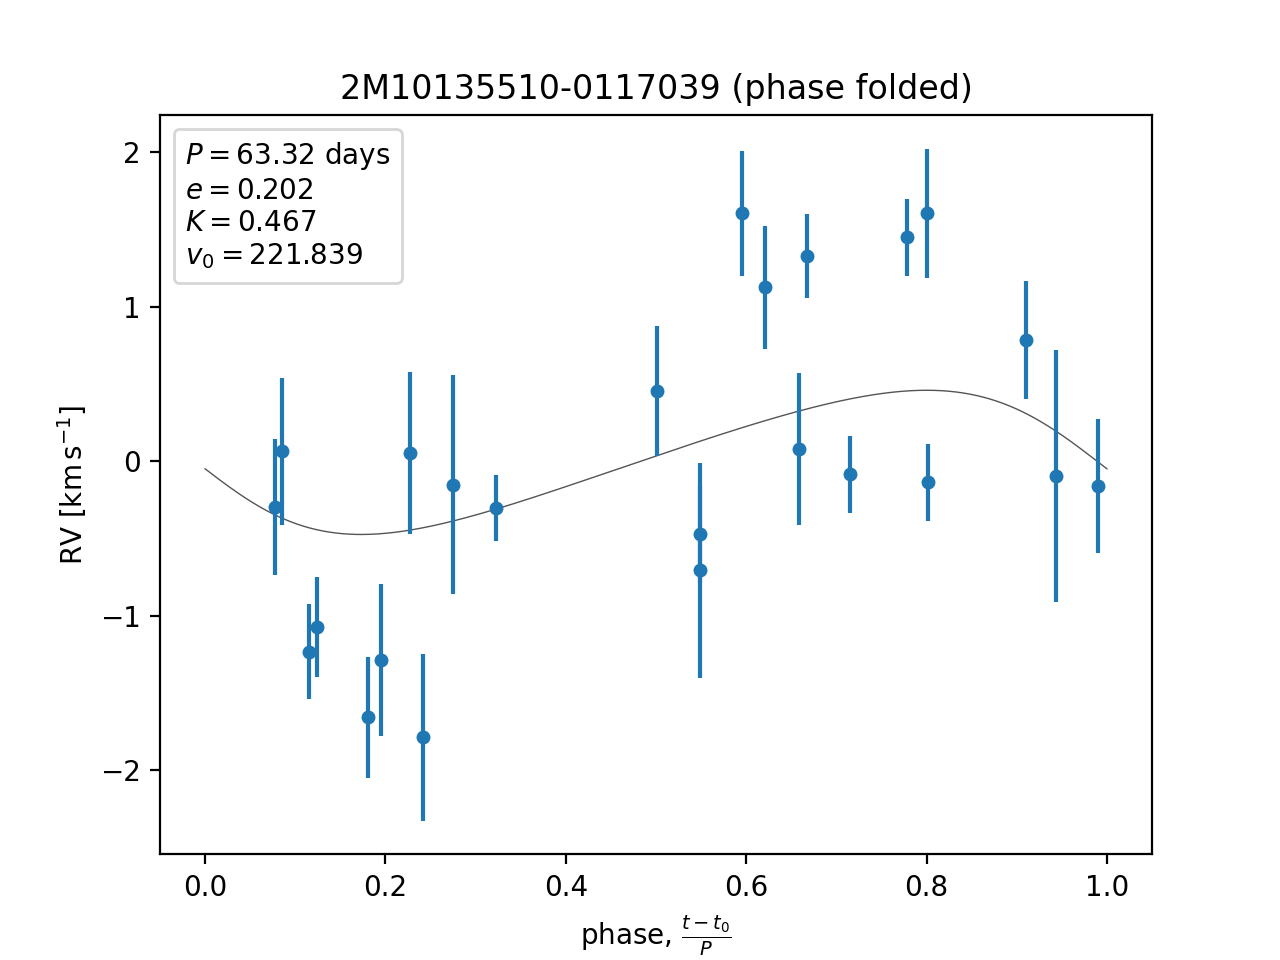 2M10135510-0117039 (phase folded)
P = 63.32 days
e = 0.202
K = 0.467
v₀ = 221.839
2
1
0
−1
−2
RV [km s⁻¹]
0.0 0.2 0.4 0.6 0.8 1.0
phase, (t − t₀)/P